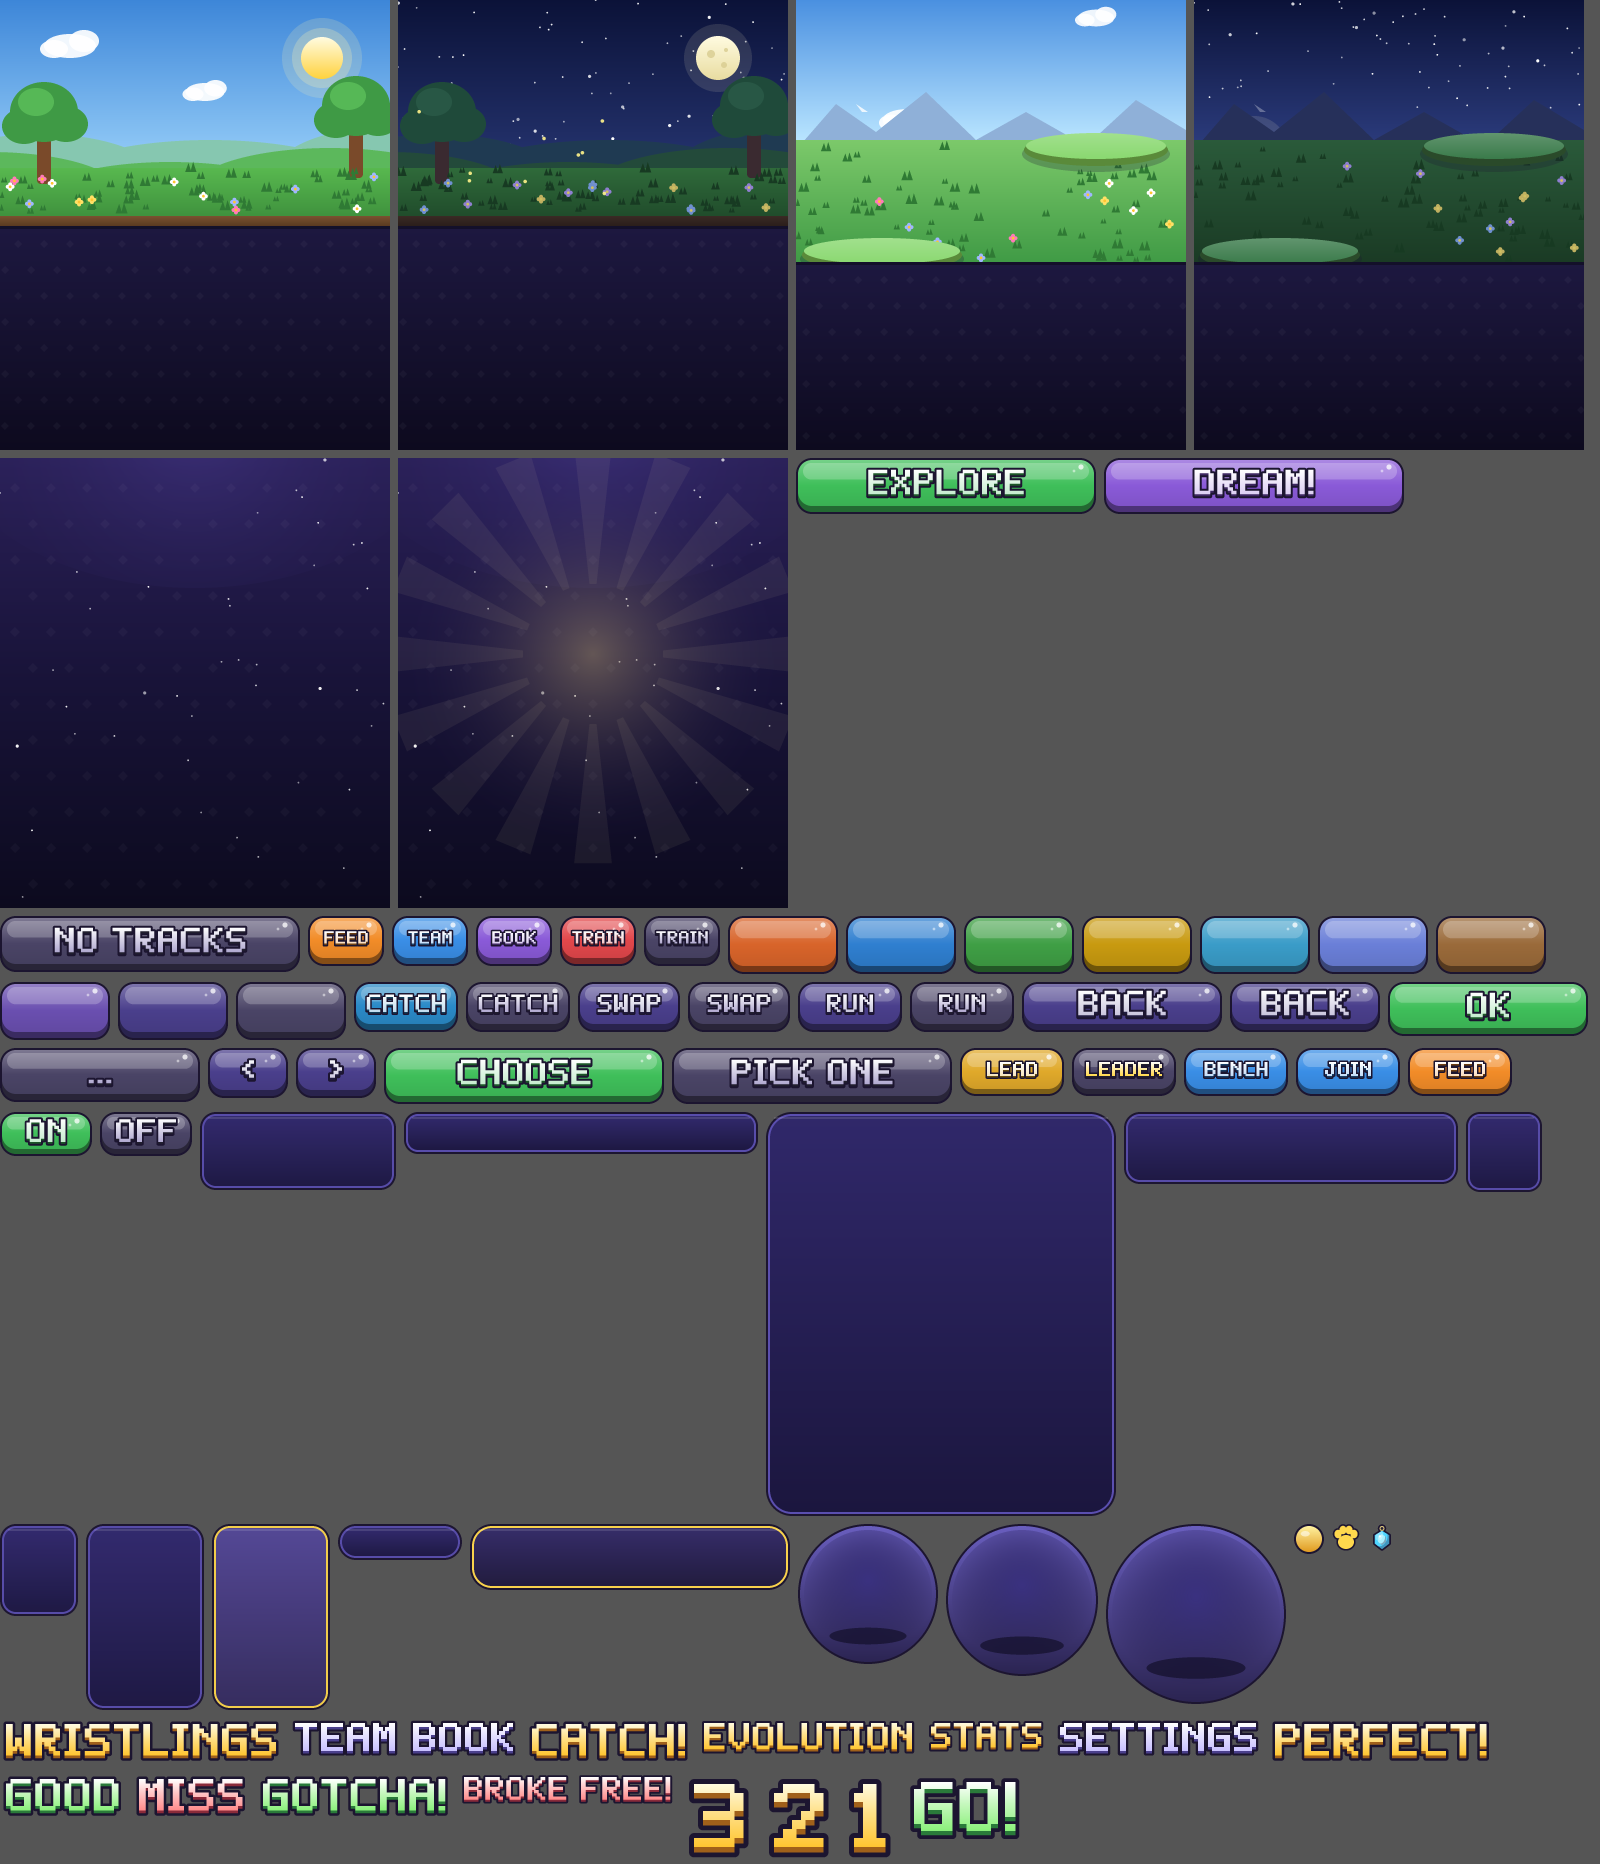 EXPLORE DREAM!
NO TRACKS FEED TEAM BOOK TRAIN TRAIN
CATCH CATCH SWAP SWAP RUN RUN BACK BACK OK
... < > CHOOSE PICK ONE LEAD LEADER BENCH JOIN FEED
ON OFF
WRISTLINGS TEAM BOOK CATCH! EVOLUTION STATS SETTINGS PERFECT!
GOOD MISS GOTCHA! BROKE FREE! 3 2 1 GO!